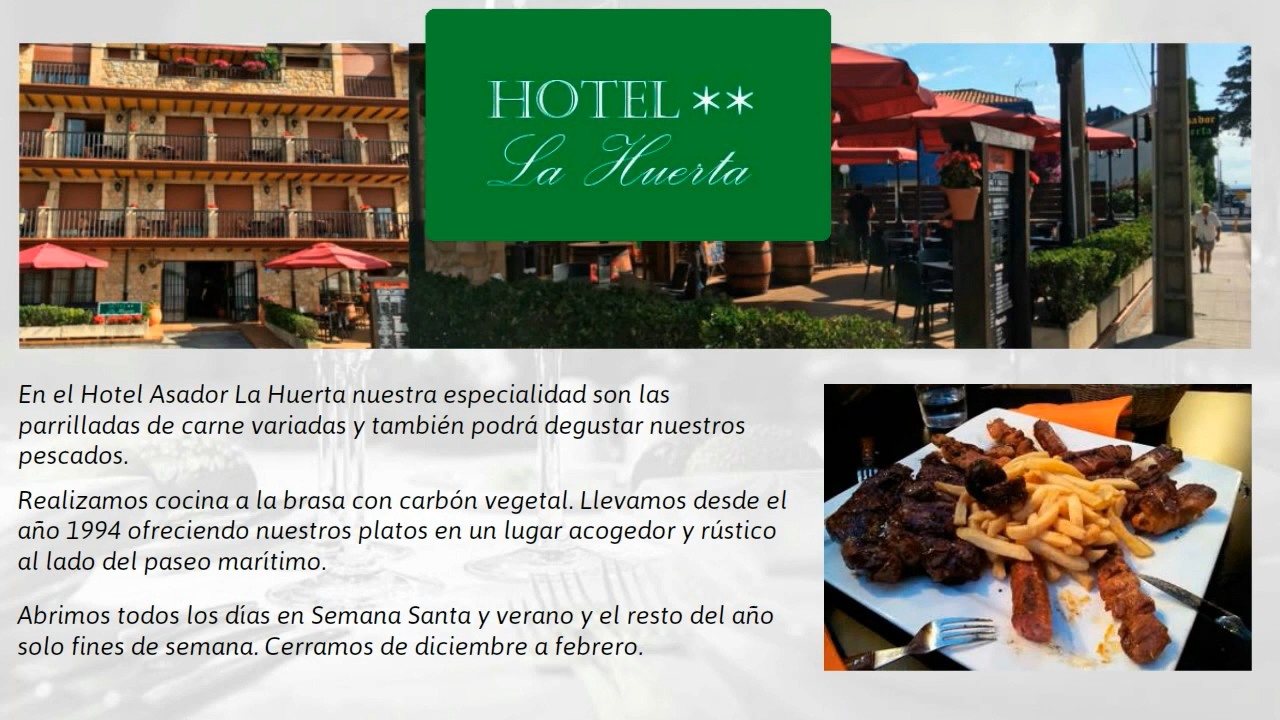 HOTEL **
La Huerta
En el Hotel Asador La Huerta nuestra especialidad son las
parrilladas de carne variadas y también podrá degustar nuestros
pescados.
Realizamos cocina a la brasa con carbón vegetal. Llevamos desde el
año 1994 ofreciendo nuestros platos en un lugar acogedor y rústico
al lado del paseo marítimo.
Abrimos todos los días en Semana Santa y verano y el resto del año
solo fines de semana. Cerramos de diciembre a febrero.